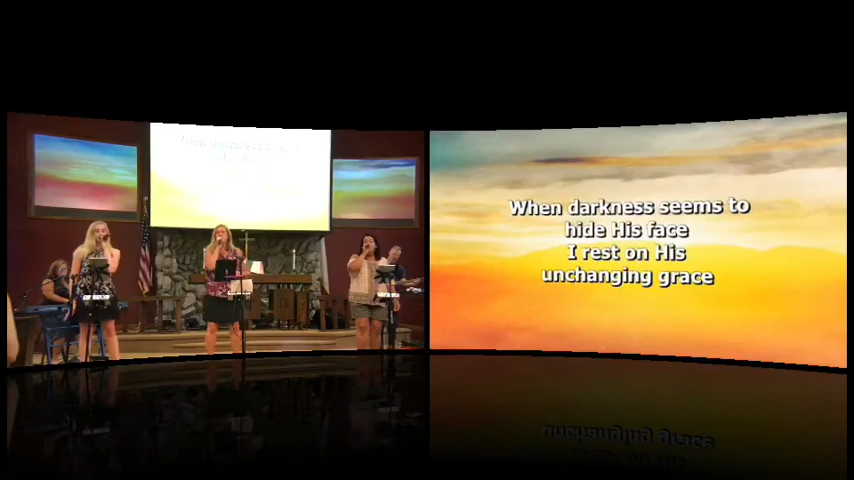 When darkness seems to
hide His face
I rest on His
unchanging grace